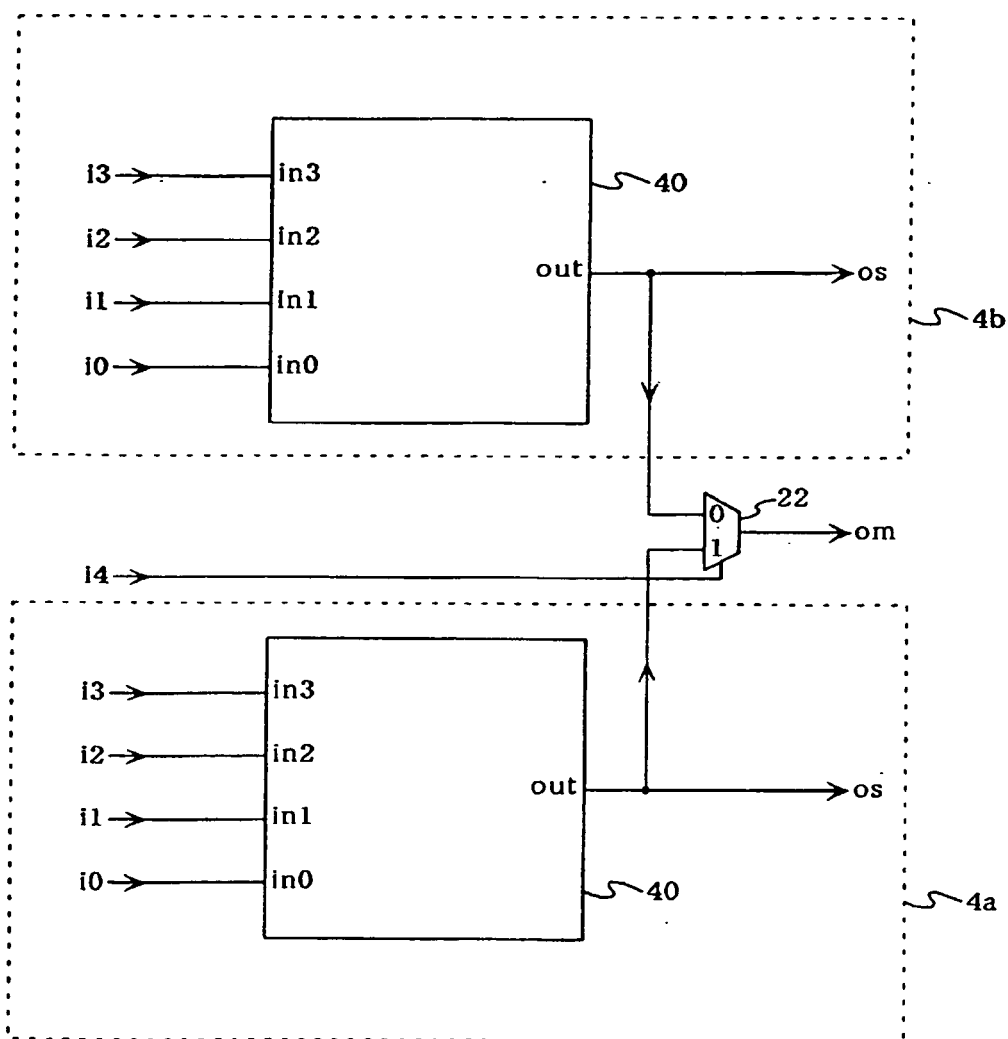 i3 in3 40
i2 in2
out os
i1 in1 4b
i0 in0
22
0
om
1
i4
i3 in3
i2 in2
out os
i1 in1
i0 in0 40 4a